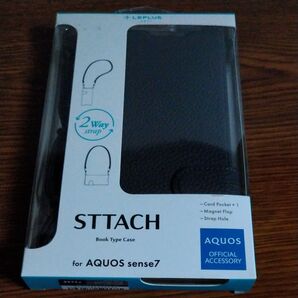 LEPLUS
2 Way
strap
— Card Pocket × 1
— Magnet Flap
— Strap Hole
STTACH
Book Type Case
for AQUOS sense7
AQUOS
OFFICIAL
ACCESSORY